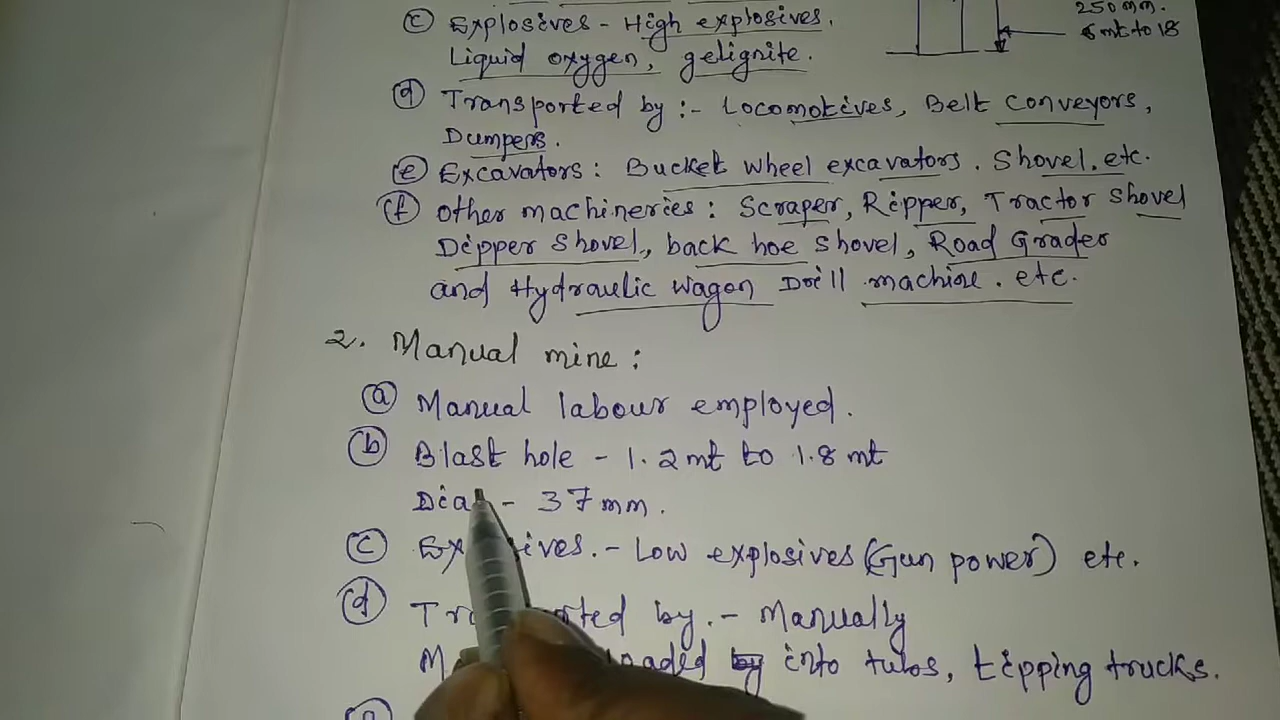 250 mm.
6 mt to 18
(c) Explosives - High explosives.
Liquid oxygen, gelignite.
(d) Transported by :- Locomotives, Belt conveyors,
Dumpers.
(e) Excavators : Bucket wheel excavators. Shovel. etc.
(f) Other machineries : Scraper, Ripper, Tractor Shovel
Dipper Shovel, back hoe shovel, Road Grader
and Hydraulic Wagon Drill machine. etc.
2. Manual mine :
(a) Manual labour employed.
(b) Blast hole - 1.2 mt to 1.8 mt
Dia - 37 mm.
(c) - Low explosives (Gun power) etc.
(d) by. - Manually
into tubs, tipping trucks.